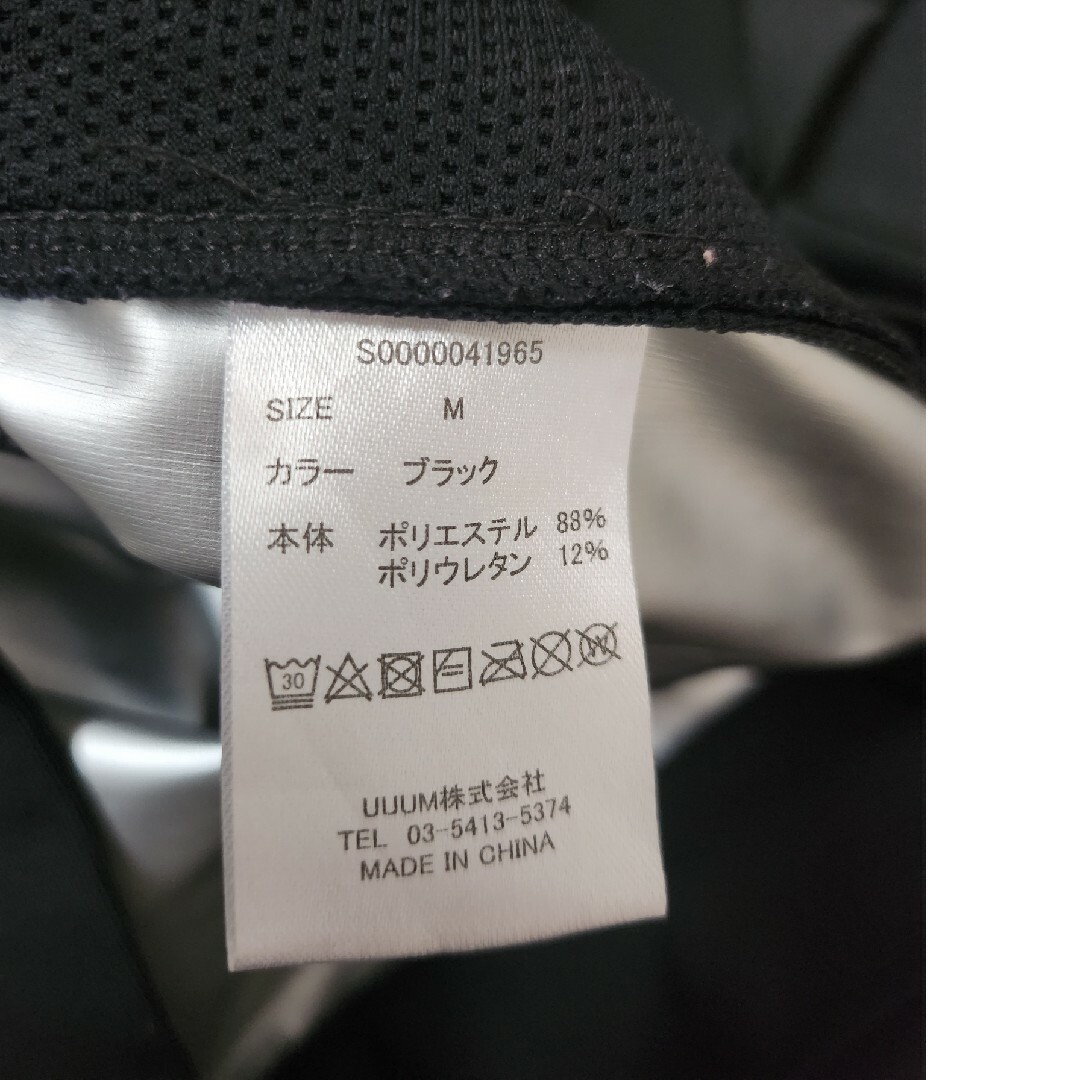 S0000041965
SIZE M
カラー ブラック
本体 ポリエステル 88%
ポリウレタン 12%
30
W
UUUM株式会社
TEL 03-5413-5374
MADE IN CHINA